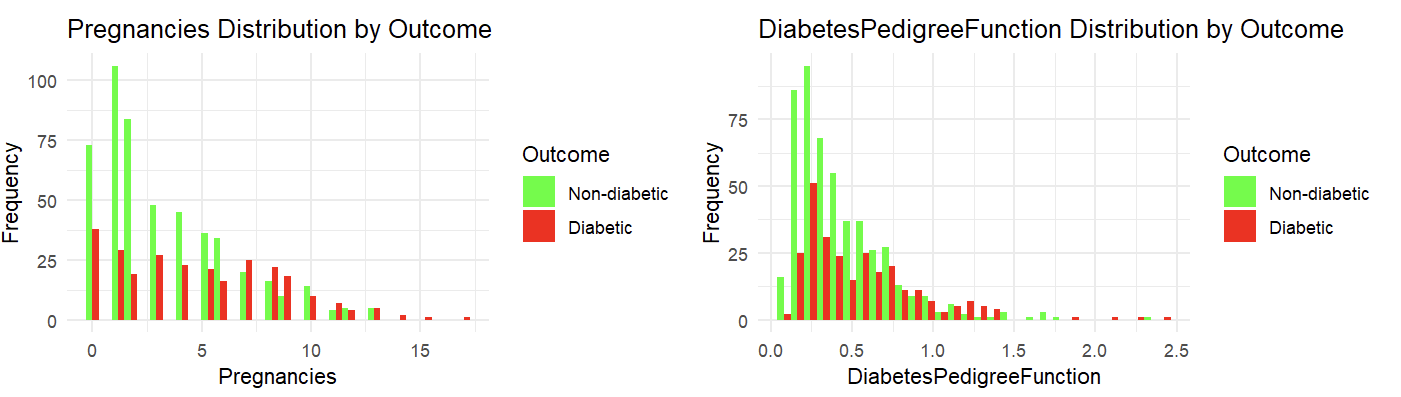 Pregnancies Distribution by Outcome
Frequency
100
75
50
25
0
0 5 10 15
Pregnancies
Outcome
Non-diabetic
Diabetic
DiabetesPedigreeFunction Distribution by Outcome
Frequency
75
50
25
0
0.0 0.5 1.0 1.5 2.0 2.5
DiabetesPedigreeFunction
Outcome
Non-diabetic
Diabetic